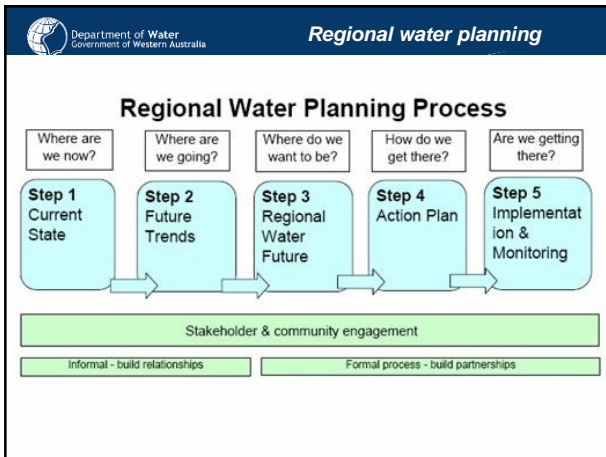 Department of Water
Government of Western Australia
Regional water planning
Regional Water Planning Process
Where are
we now?
Where are
we going?
Where do we
want to be?
How do we
get there?
Are we getting
there?
Step 1
Current
State
Step 2
Future
Trends
Step 3
Regional
Water
Future
Step 4
Action Plan
Step 5
Implementat
ion &
Monitoring
Stakeholder & community engagement
Informal - build relationships
Formal process - build partnerships